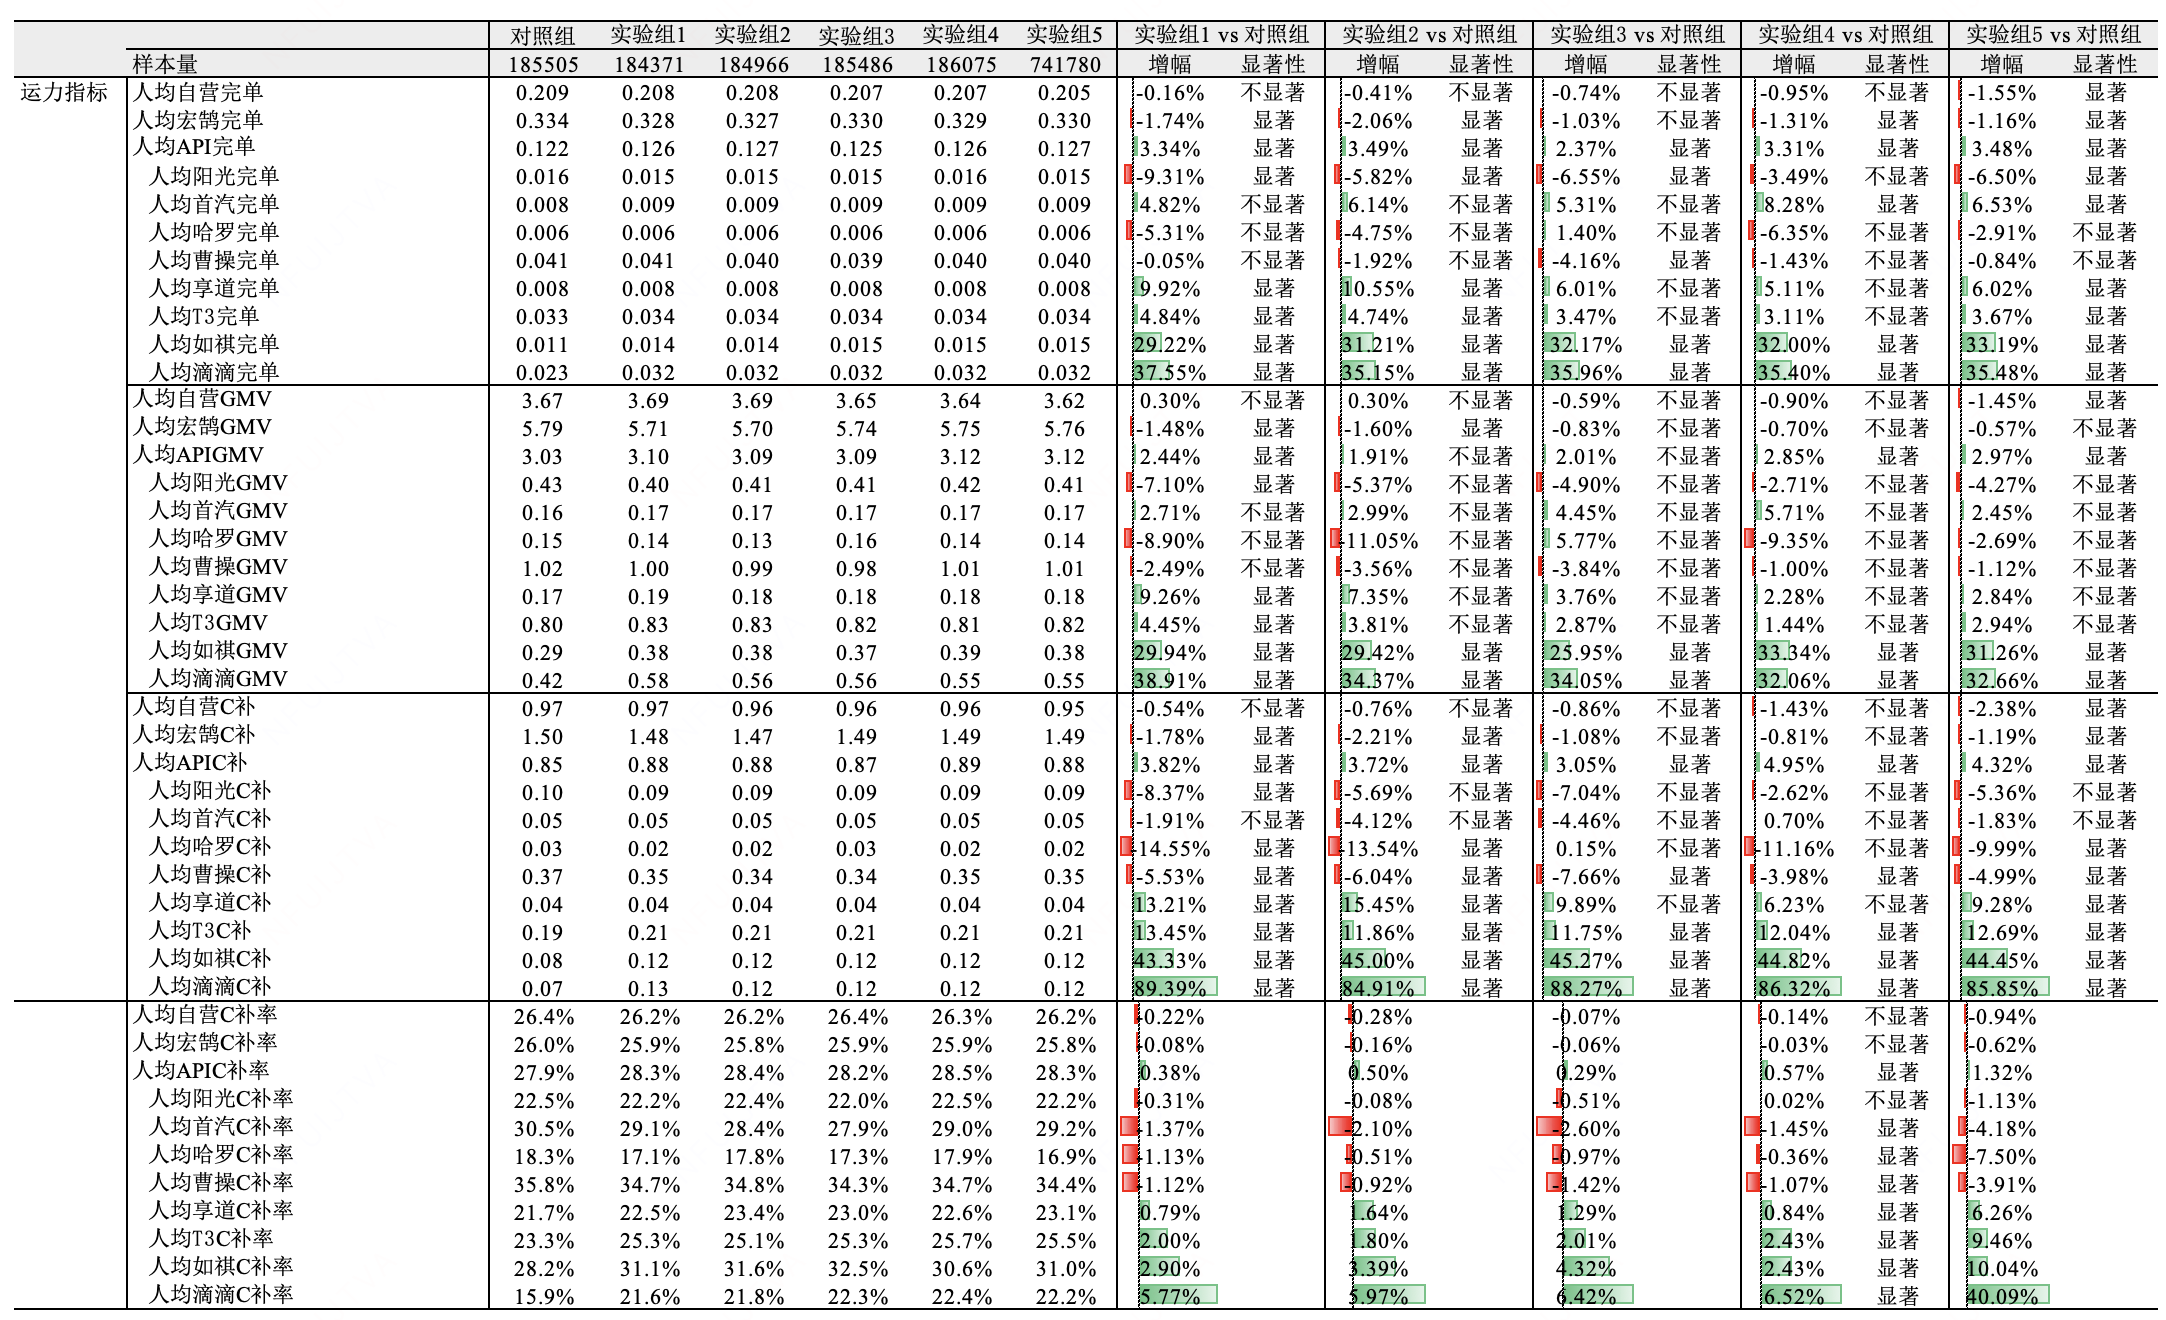 对照组 实验组1 实验组2 实验组3 实验组4 实验组5 实验组1 vs 对照组 实验组2 vs 对照组 实验组3 vs 对照组 实验组4 vs 对照组 实验组5 vs 对照组
样本量 185505 184371 184966 185486 186075 741780 增幅 显著性 增幅 显著性 增幅 显著性 增幅 显著性 增幅 显著性
运力指标 人均自营完单 0.209 0.208 0.208 0.207 0.207 0.205 -0.16% 不显著 -0.41% 不显著 -0.74% 不显著 -0.95% 不显著 -1.55% 显著
人均宏鹄完单 0.334 0.328 0.327 0.330 0.329 0.330 -1.74% 显著 -2.06% 显著 -1.03% 不显著 -1.31% 显著 -1.16% 显著
人均API完单 0.122 0.126 0.127 0.125 0.126 0.127 3.34% 显著 3.49% 显著 2.37% 显著 3.31% 显著 3.48% 显著
人均阳光完单 0.016 0.015 0.015 0.015 0.016 0.015 -9.31% 显著 -5.82% 显著 -6.55% 显著 -3.49% 不显著 -6.50% 显著
人均首汽完单 0.008 0.009 0.009 0.009 0.009 0.009 4.82% 不显著 6.14% 不显著 5.31% 不显著 8.28% 显著 6.53% 显著
人均哈罗完单 0.006 0.006 0.006 0.006 0.006 0.006 -5.31% 不显著 -4.75% 不显著 1.40% 不显著 -6.35% 不显著 -2.91% 不显著
人均曹操完单 0.041 0.041 0.040 0.039 0.040 0.040 -0.05% 不显著 -1.92% 不显著 -4.16% 显著 -1.43% 不显著 -0.84% 不显著
人均享道完单 0.008 0.008 0.008 0.008 0.008 0.008 9.92% 显著 10.55% 显著 6.01% 不显著 5.11% 不显著 6.02% 显著
人均T3完单 0.033 0.034 0.034 0.034 0.034 0.034 4.84% 显著 4.74% 显著 3.47% 不显著 3.11% 不显著 3.67% 显著
人均如祺完单 0.011 0.014 0.014 0.015 0.015 0.015 29.22% 显著 31.21% 显著 32.17% 显著 32.00% 显著 33.19% 显著
人均滴滴完单 0.023 0.032 0.032 0.032 0.032 0.032 37.55% 显著 35.15% 显著 35.96% 显著 35.40% 显著 35.48% 显著
人均自营GMV 3.67 3.69 3.69 3.65 3.64 3.62 0.30% 不显著 0.30% 不显著 -0.59% 不显著 -0.90% 不显著 -1.45% 显著
人均宏鹄GMV 5.79 5.71 5.70 5.74 5.75 5.76 -1.48% 显著 -1.60% 显著 -0.83% 不显著 -0.70% 不显著 -0.57% 不显著
人均APIGMV 3.03 3.10 3.09 3.09 3.12 3.12 2.44% 显著 1.91% 不显著 2.01% 不显著 2.85% 显著 2.97% 显著
人均阳光GMV 0.43 0.40 0.41 0.41 0.42 0.41 -7.10% 显著 -5.37% 不显著 -4.90% 不显著 -2.71% 不显著 -4.27% 不显著
人均首汽GMV 0.16 0.17 0.17 0.17 0.17 0.17 2.71% 不显著 2.99% 不显著 4.45% 不显著 5.71% 不显著 2.45% 不显著
人均哈罗GMV 0.15 0.14 0.13 0.16 0.14 0.14 -8.90% 不显著 -11.05% 不显著 5.77% 不显著 -9.35% 不显著 -2.69% 不显著
人均曹操GMV 1.02 1.00 0.99 0.98 1.01 1.01 -2.49% 不显著 -3.56% 不显著 -3.84% 不显著 -1.00% 不显著 -1.12% 不显著
人均享道GMV 0.17 0.19 0.18 0.18 0.18 0.18 9.26% 显著 7.35% 不显著 3.76% 不显著 2.28% 不显著 2.84% 不显著
人均T3GMV 0.80 0.83 0.83 0.82 0.81 0.82 4.45% 显著 3.81% 不显著 2.87% 不显著 1.44% 不显著 2.94% 不显著
人均如祺GMV 0.29 0.38 0.38 0.37 0.39 0.38 29.94% 显著 29.42% 显著 25.95% 显著 33.34% 显著 31.26% 显著
人均滴滴GMV 0.42 0.58 0.56 0.56 0.55 0.55 38.91% 显著 34.37% 显著 34.05% 显著 32.06% 显著 32.66% 显著
人均自营C补 0.97 0.97 0.96 0.96 0.96 0.95 -0.54% 不显著 -0.76% 不显著 -0.86% 不显著 -1.43% 不显著 -2.38% 显著
人均宏鹄C补 1.50 1.48 1.47 1.49 1.49 1.49 -1.78% 显著 -2.21% 显著 -1.08% 不显著 -0.81% 不显著 -1.19% 显著
人均APIC补 0.85 0.88 0.88 0.87 0.89 0.88 3.82% 显著 3.72% 显著 3.05% 显著 4.95% 显著 4.32% 显著
人均阳光C补 0.10 0.09 0.09 0.09 0.09 0.09 -8.37% 显著 -5.69% 不显著 -7.04% 不显著 -2.62% 不显著 -5.36% 不显著
人均首汽C补 0.05 0.05 0.05 0.05 0.05 0.05 -1.91% 不显著 -4.12% 不显著 -4.46% 不显著 0.70% 不显著 -1.83% 不显著
人均哈罗C补 0.03 0.02 0.02 0.03 0.02 0.02 -14.55% 显著 -13.54% 显著 0.15% 不显著 -11.16% 不显著 -9.99% 显著
人均曹操C补 0.37 0.35 0.34 0.34 0.35 0.35 -5.53% 显著 -6.04% 显著 -7.66% 显著 -3.98% 显著 -4.99% 显著
人均享道C补 0.04 0.04 0.04 0.04 0.04 0.04 13.21% 显著 15.45% 显著 9.89% 不显著 6.23% 不显著 9.28% 显著
人均T3C补 0.19 0.21 0.21 0.21 0.21 0.21 13.45% 显著 11.86% 显著 11.75% 显著 12.04% 显著 12.69% 显著
人均如祺C补 0.08 0.12 0.12 0.12 0.12 0.12 43.33% 显著 45.00% 显著 45.27% 显著 44.82% 显著 44.45% 显著
人均滴滴C补 0.07 0.13 0.12 0.12 0.12 0.12 89.39% 显著 84.91% 显著 88.27% 显著 86.32% 显著 85.85% 显著
人均自营C补率 26.4% 26.2% 26.2% 26.4% 26.3% 26.2% -0.22% -0.28% -0.07% -0.14% 不显著 -0.94%
人均宏鹄C补率 26.0% 25.9% 25.8% 25.9% 25.9% 25.8% -0.08% -0.16% -0.06% -0.03% 不显著 -0.62%
人均APIC补率 27.9% 28.3% 28.4% 28.2% 28.5% 28.3% 0.38% 0.50% 0.29% 0.57% 显著 1.32%
人均阳光C补率 22.5% 22.2% 22.4% 22.0% 22.5% 22.2% -0.31% -0.08% -0.51% 0.02% 不显著 -1.13%
人均首汽C补率 30.5% 29.1% 28.4% 27.9% 29.0% 29.2% -1.37% -2.10% -2.60% -1.45% 显著 -4.18%
人均哈罗C补率 18.3% 17.1% 17.8% 17.3% 17.9% 16.9% -1.13% -0.51% -0.97% -0.36% 显著 -7.50%
人均曹操C补率 35.8% 34.7% 34.8% 34.3% 34.7% 34.4% -1.12% -0.92% -1.42% -1.07% 显著 -3.91%
人均享道C补率 21.7% 22.5% 23.4% 23.0% 22.6% 23.1% 0.79% 1.64% 1.29% 0.84% 显著 6.26%
人均T3C补率 23.3% 25.3% 25.1% 25.3% 25.7% 25.5% 2.00% 1.80% 2.01% 2.43% 显著 9.46%
人均如祺C补率 28.2% 31.1% 31.6% 32.5% 30.6% 31.0% 2.90% 3.39% 4.32% 2.43% 显著 10.04%
人均滴滴C补率 15.9% 21.6% 21.8% 22.3% 22.4% 22.2% 5.77% 5.97% 6.42% 6.52% 显著 40.09%